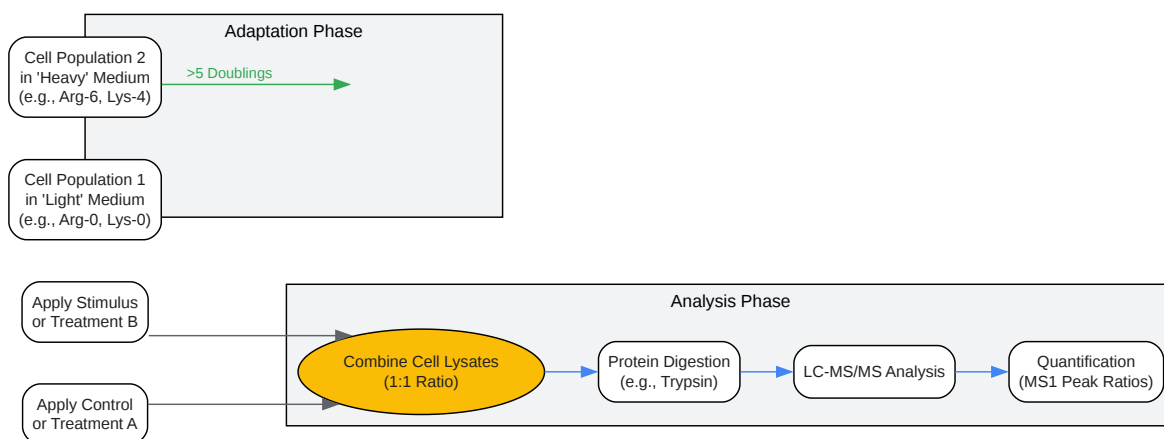 Adaptation Phase
Cell Population 2
in 'Heavy' Medium
(e.g., Arg-6, Lys-4)
>5 Doublings
Cell Population 1
in 'Light' Medium
(e.g., Arg-0, Lys-0)
Apply Stimulus
or Treatment B
Apply Control
or Treatment A
Analysis Phase
Combine Cell Lysates
(1:1 Ratio)
Protein Digestion
(e.g., Trypsin)
LC-MS/MS Analysis
Quantification
(MS1 Peak Ratios)